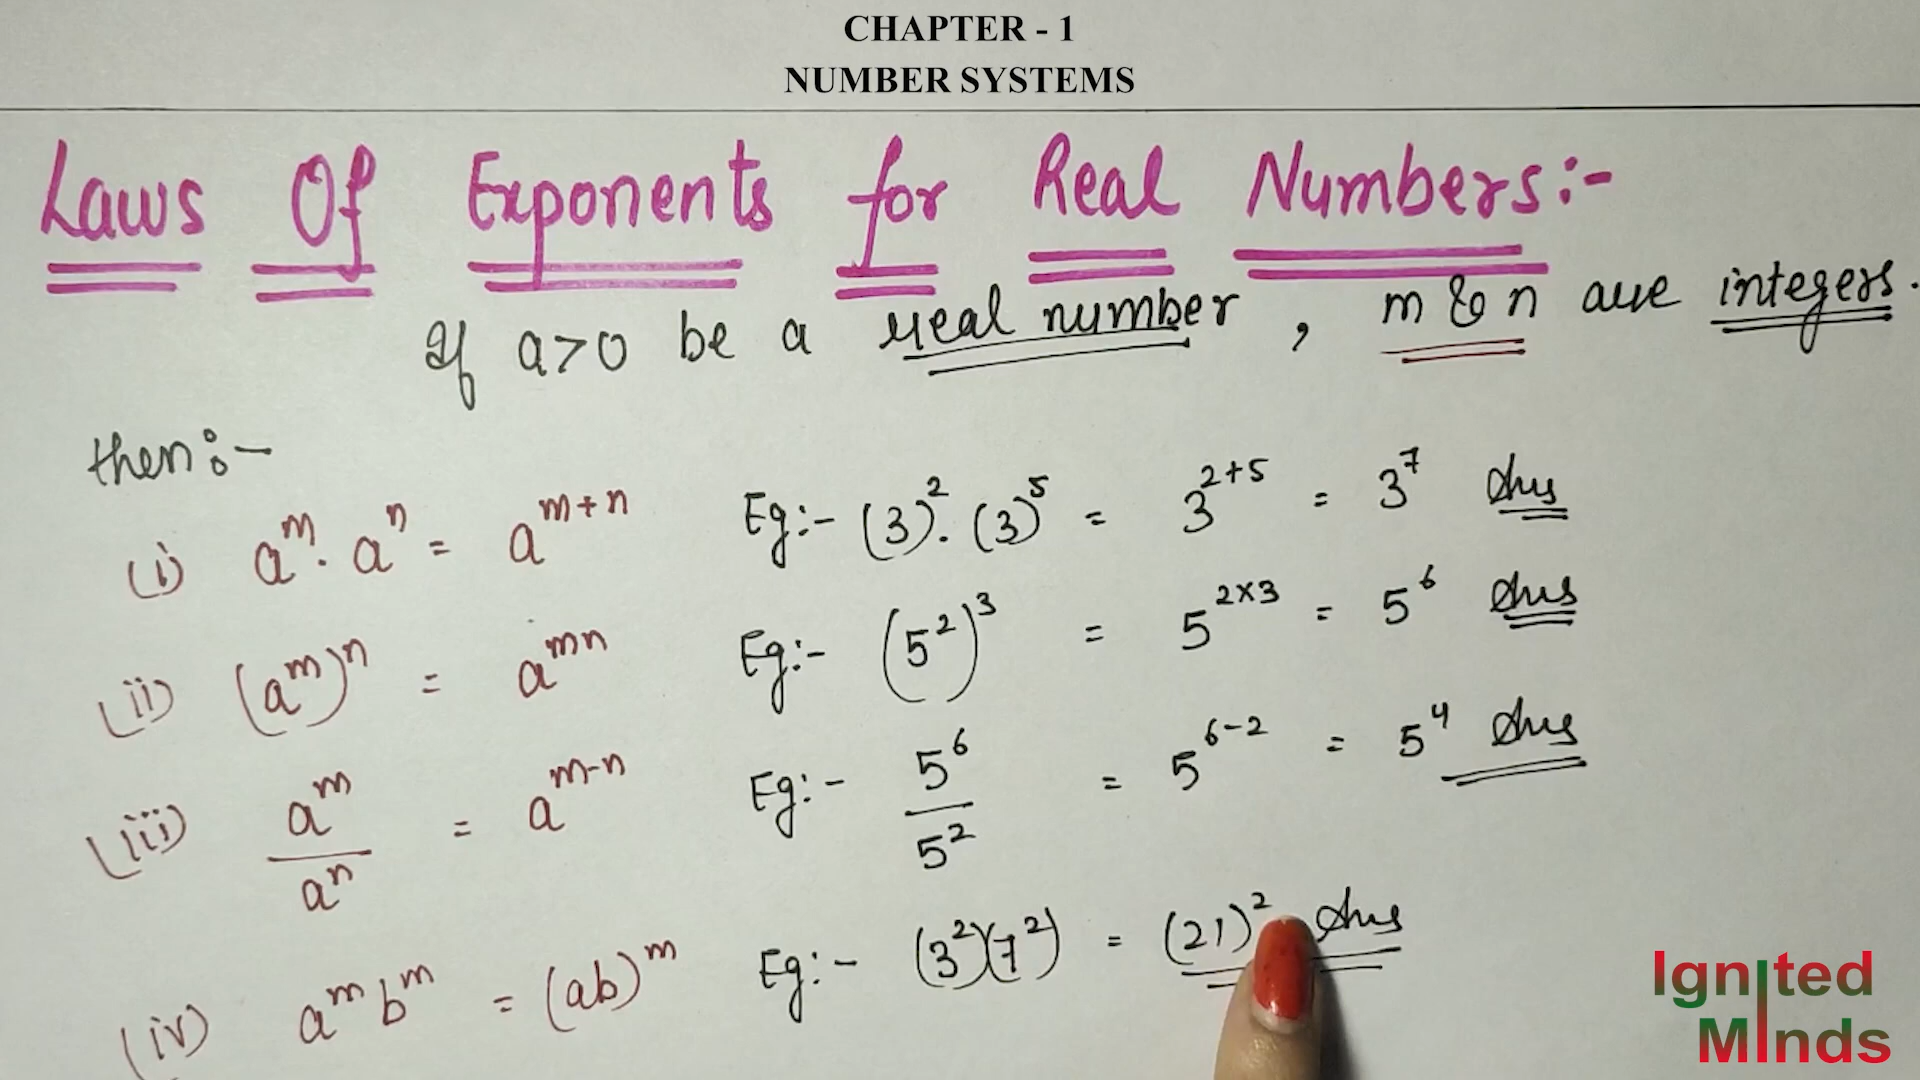 CHAPTER - 1
NUMBER SYSTEMS
Laws Of Exponents for Real Numbers:-
If a>0 be a real number, m & n are integers.
then:-
(i) a^m . a^n = a^(m+n) Eg:- (3)^2 . (3)^5 = 3^(2+5) = 3^7 Ans
(ii) (a^m)^n = a^(mn) Eg:- (5^2)^3 = 5^(2×3) = 5^6 Ans
(iii) a^m/a^n = a^(m-n) Eg:- 5^6/5^2 = 5^(6-2) = 5^4 Ans
(iv) a^m b^m = (ab)^m Eg:- (3^2)(7^2) = (21)^2 Ans
Ignited
Minds